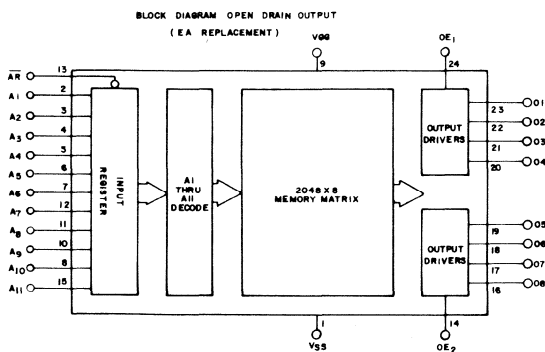 BLOCK DIAGRAM OPEN DRAIN OUTPUT
(EA REPLACEMENT)
VGG
9
OE1
24
AR
13
A1
2
A2
3
A3
4
A4
5
A5
6
A6
7
A7
12
A8
11
A9
10
A10
8
A11
15
INPUT
REGISTER
A1
THRU
A11
DECODE
2048 X 8
MEMORY MATRIX
OUTPUT
DRIVERS
23
O1
22
O2
21
O3
20
O4
OUTPUT
DRIVERS
19
O5
18
O6
17
O7
16
O8
1
VSS
14
OE2